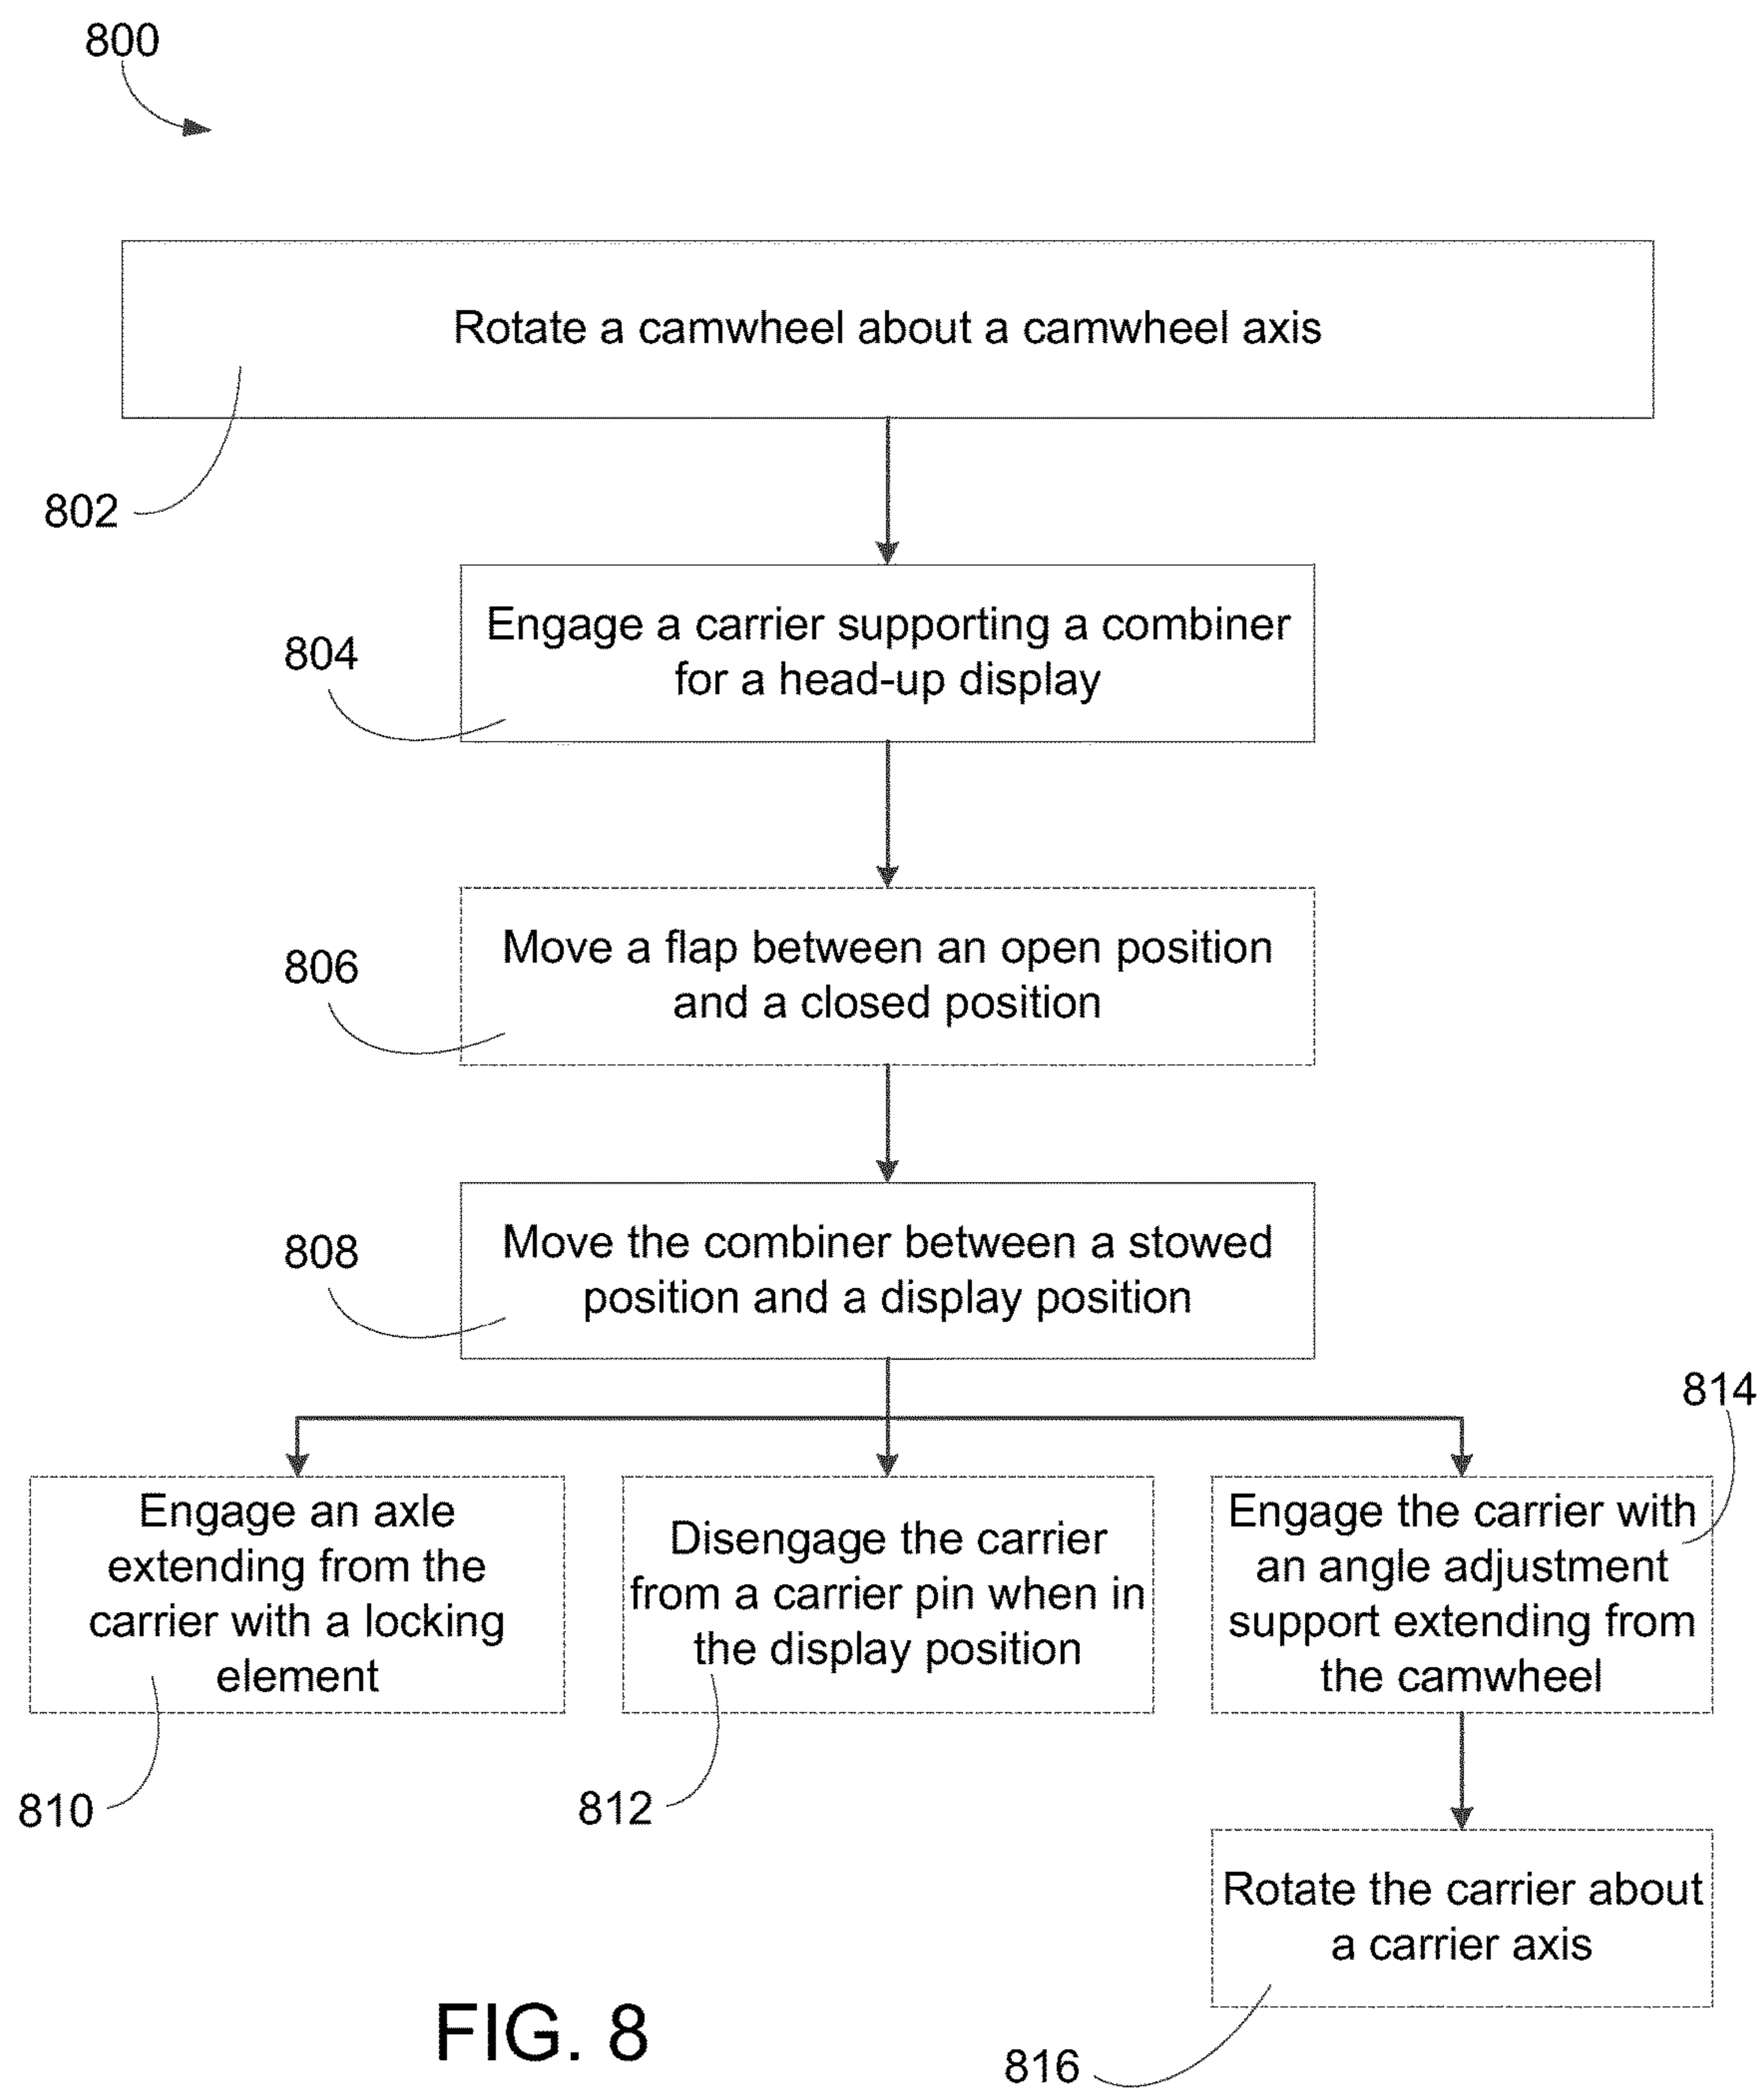 800
Rotate a camwheel about a camwheel axis
802
Engage a carrier supporting a combiner
for a head-up display
804
Move a flap between an open position
and a closed position
806
Move the combiner between a stowed
position and a display position
808
814
Engage an axle
extending from the
carrier with a locking
element
810
Disengage the carrier
from a carrier pin when in
the display position
812
Engage the carrier with
an angle adjustment
support extending from
the camwheel
Rotate the carrier about
a carrier axis
816
FIG. 8